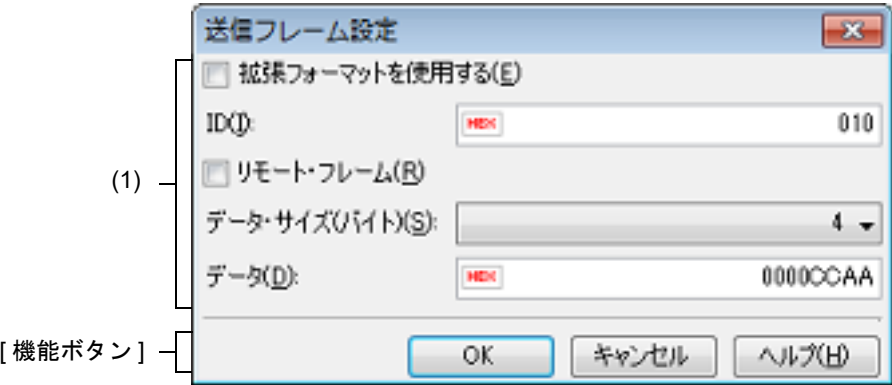 送信フレーム設定
拡張フォーマットを使用する(E)
ID(I): HEX 010
(1)
リモート・フレーム(R)
データ・サイズ(バイト)(S): 4
データ(D): HEX 0000CCAA
[ 機能ボタン ]
OK キャンセル ヘルプ(H)